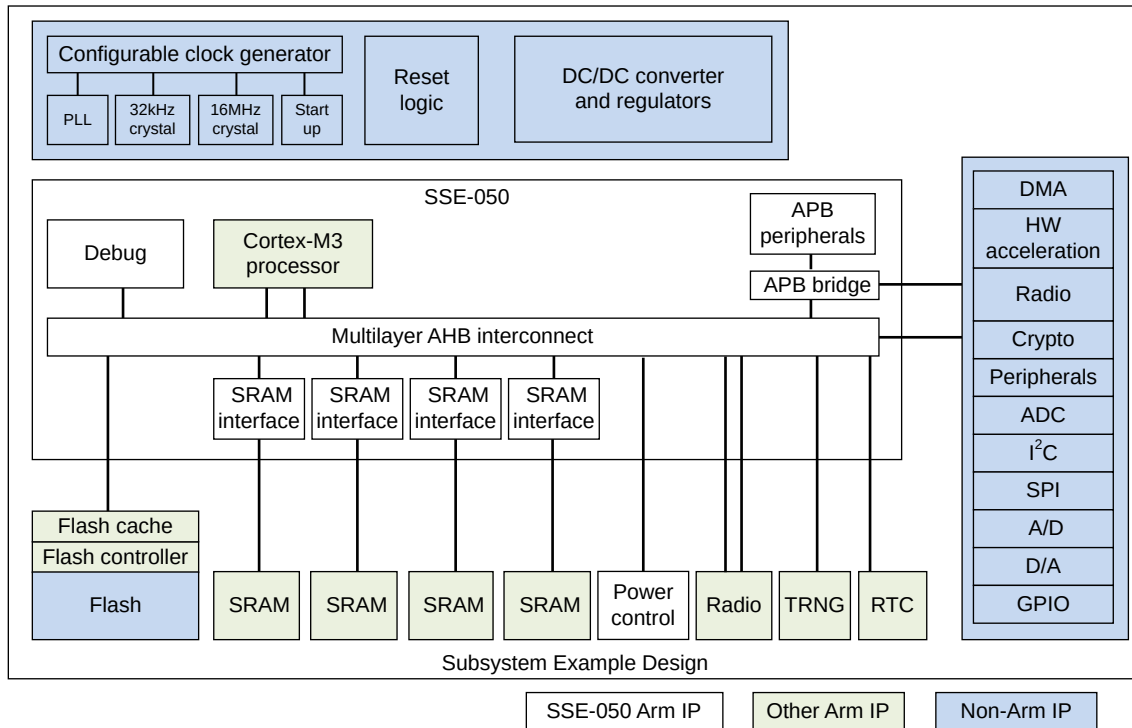 Configurable clock generator
PLL
32kHz
crystal
16MHz
crystal
Start
up
Reset
logic
DC/DC converter
and regulators
SSE-050
Debug
Cortex-M3
processor
APB
peripherals
APB bridge
Multilayer AHB interconnect
SRAM
interface
SRAM
interface
SRAM
interface
SRAM
interface
DMA
HW
acceleration
Radio
Crypto
Peripherals
ADC
I²C
SPI
A/D
D/A
GPIO
Flash cache
Flash controller
Flash
SRAM
SRAM
SRAM
SRAM
Power
control
Radio
TRNG
RTC
Subsystem Example Design
SSE-050 Arm IP
Other Arm IP
Non-Arm IP